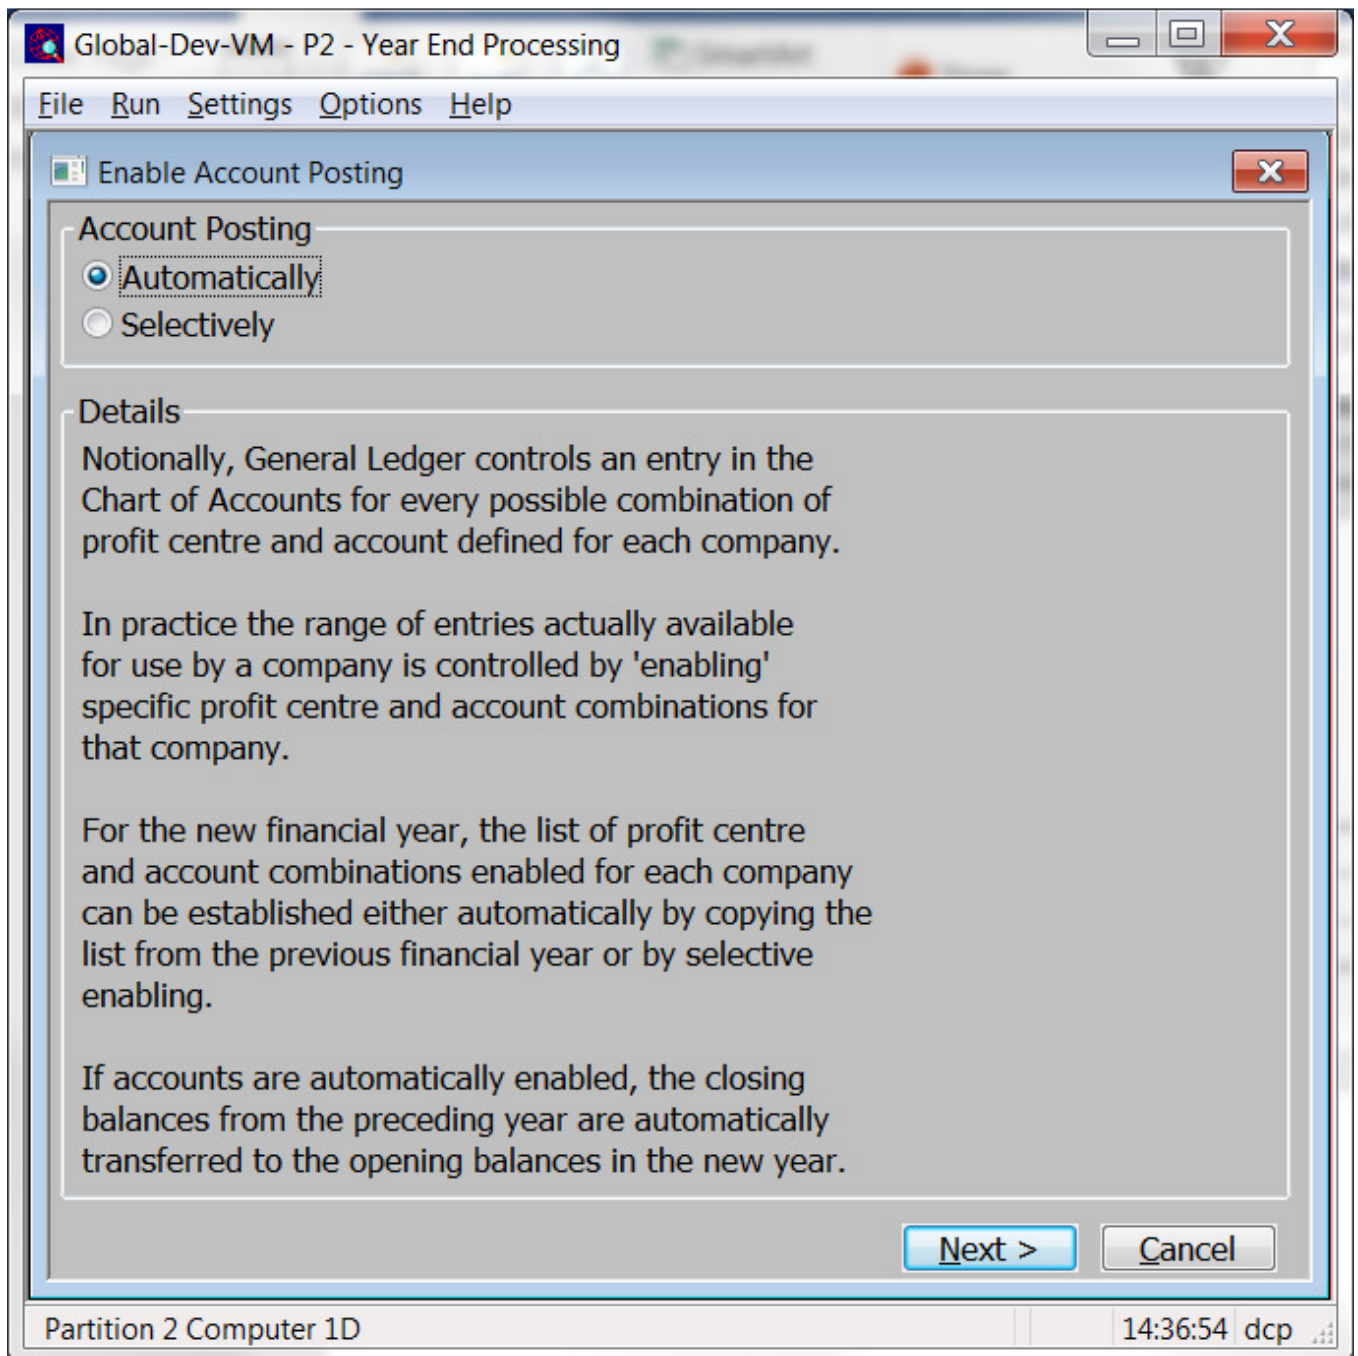 Global-Dev-VM - P2 - Year End Processing
File Run Settings Options Help
Enable Account Posting
Account Posting
Automatically
Selectively
Details
Notionally, General Ledger controls an entry in the
Chart of Accounts for every possible combination of
profit centre and account defined for each company.
In practice the range of entries actually available
for use by a company is controlled by 'enabling'
specific profit centre and account combinations for
that company.
For the new financial year, the list of profit centre
and account combinations enabled for each company
can be established either automatically by copying the
list from the previous financial year or by selective
enabling.
If accounts are automatically enabled, the closing
balances from the preceding year are automatically
transferred to the opening balances in the new year.
Next > Cancel
Partition 2 Computer 1D 14:36:54 dcp